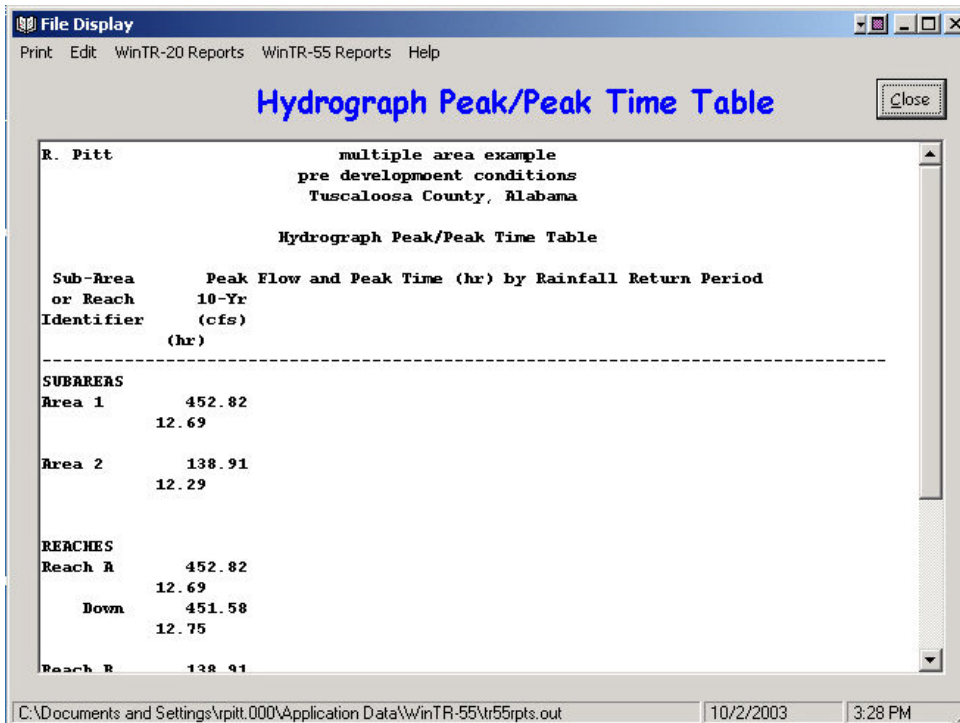 File Display
Print Edit WinTR-20 Reports WinTR-55 Reports Help
Hydrograph Peak/Peak Time Table
Close
R. Pitt multiple area example
pre developmoent conditions
Tuscaloosa County, Alabama
Hydrograph Peak/Peak Time Table
Sub-Area Peak Flow and Peak Time (hr) by Rainfall Return Period
or Reach 10-Yr
Identifier (cfs)
(hr)
--------------------------------------------------------------------------------
SUBAREAS
Area 1 452.82
12.69
Area 2 138.91
12.29
REACHES
Reach A 452.82
12.69
Down 451.58
12.75
Reach B 138.91
C:\Documents and Settings\rpitt.000\Application Data\WinTR-55\tr55rpts.out 10/2/2003 3:28 PM